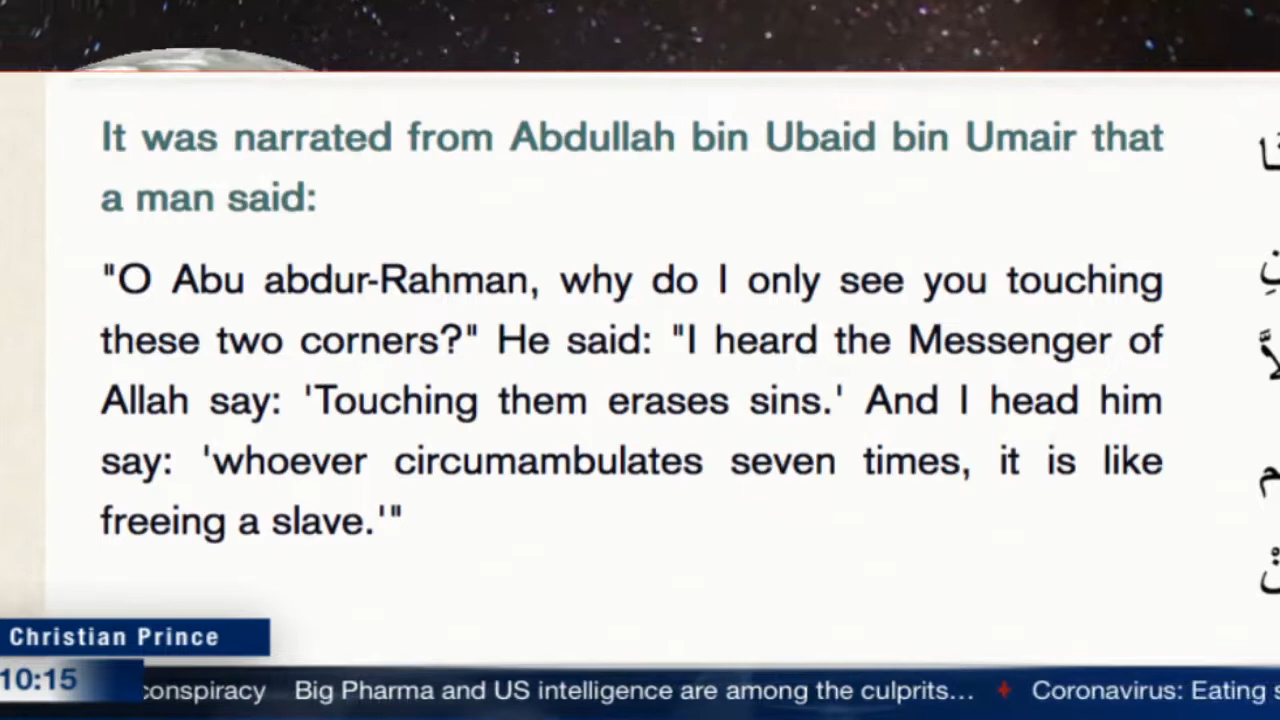 It was narrated from Abdullah bin Ubaid bin Umair that
a man said:
"O Abu abdur-Rahman, why do I only see you touching
these two corners?" He said: "I heard the Messenger of
Allah say: 'Touching them erases sins.' And I head him
say: 'whoever circumambulates seven times, it is like
freeing a slave.'"
Christian Prince
10:15
conspiracy Big Pharma and US intelligence are among the culprits... Coronavirus: Eating